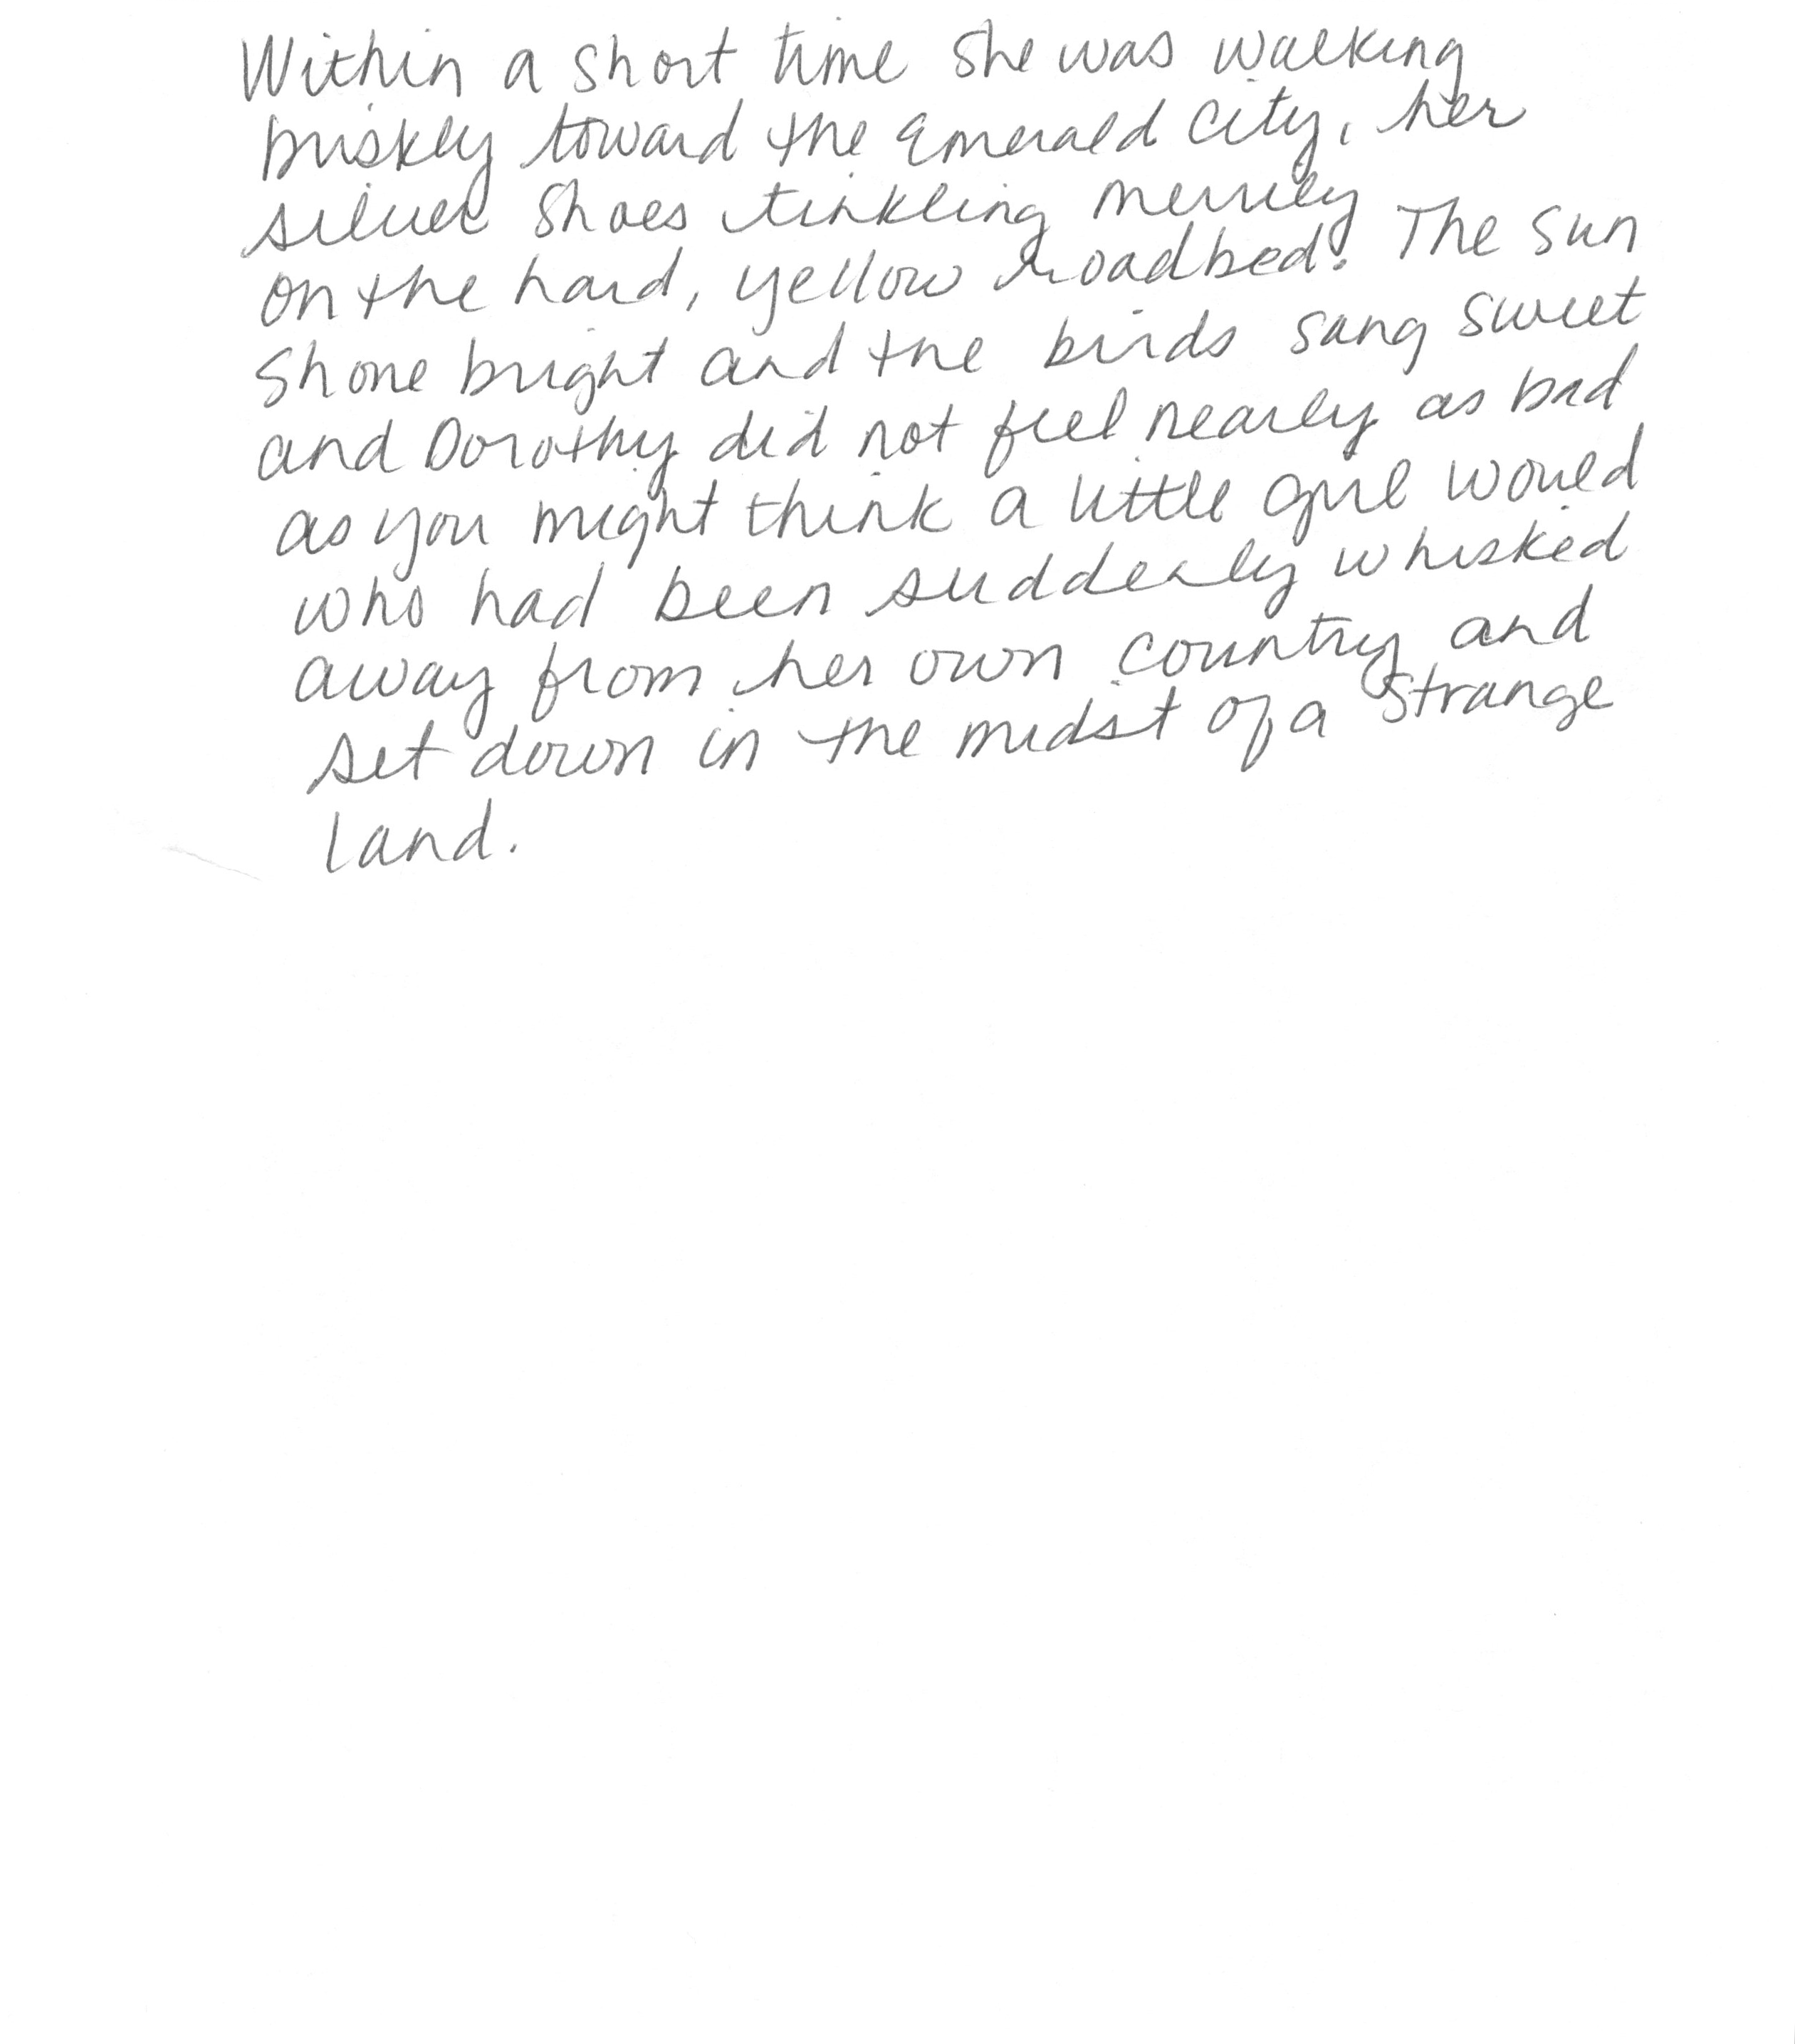 Within a short time she was walking
briskly toward the Emerald City, her
silver shoes tinkling merrily
on the hard, yellow roadbed. The sun
shone bright and the birds sang sweet
and Dorothy did not feel nearly as bad
as you might think a little girl would
who had been suddenly whisked
away from her own country and
set down in the midst of a strange
land.